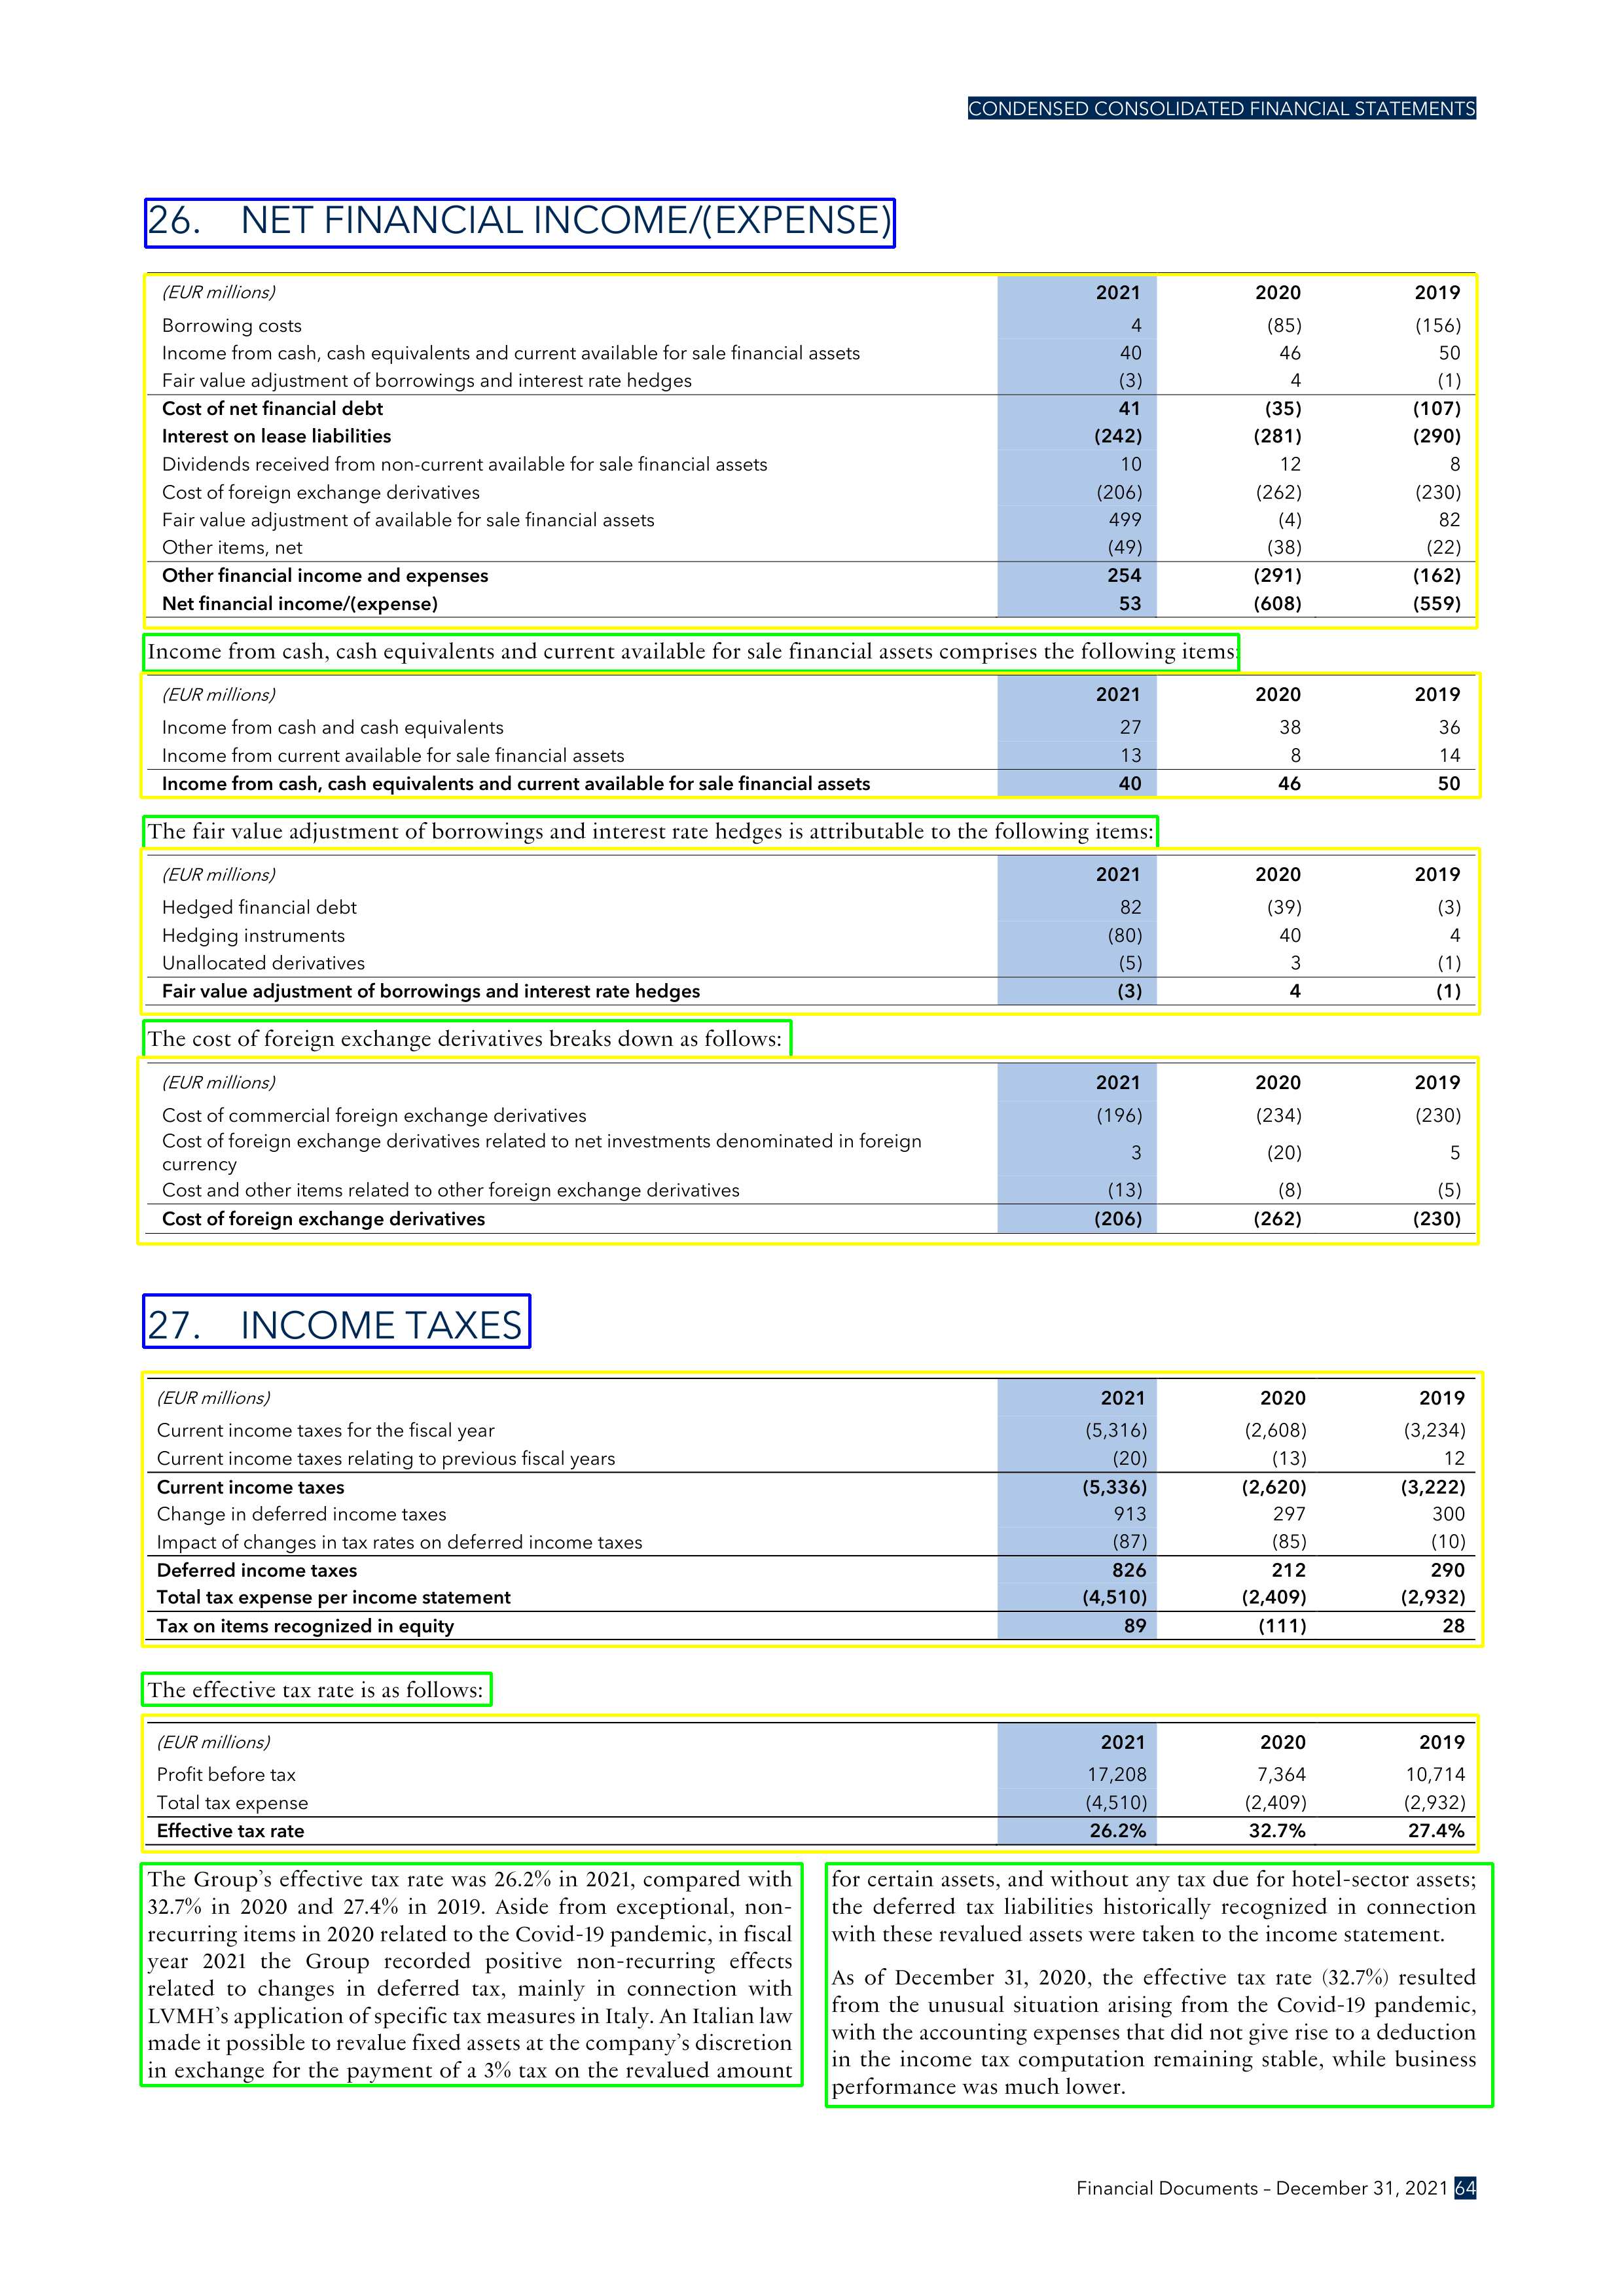 CONDENSED CONSOLIDATED FINANCIAL STATEMENTS
26. NET FINANCIAL INCOME/(EXPENSE)
(EUR millions) 2021 2020 2019
Borrowing costs 4 (85) (156)
Income from cash, cash equivalents and current available for sale financial assets 40 46 50
Fair value adjustment of borrowings and interest rate hedges (3) 4 (1)
Cost of net financial debt 41 (35) (107)
Interest on lease liabilities (242) (281) (290)
Dividends received from non-current available for sale financial assets 10 12 8
Cost of foreign exchange derivatives (206) (262) (230)
Fair value adjustment of available for sale financial assets 499 (4) 82
Other items, net (49) (38) (22)
Other financial income and expenses 254 (291) (162)
Net financial income/(expense) 53 (608) (559)
Income from cash, cash equivalents and current available for sale financial assets comprises the following items:
(EUR millions) 2021 2020 2019
Income from cash and cash equivalents 27 38 36
Income from current available for sale financial assets 13 8 14
Income from cash, cash equivalents and current available for sale financial assets 40 46 50
The fair value adjustment of borrowings and interest rate hedges is attributable to the following items:
(EUR millions) 2021 2020 2019
Hedged financial debt 82 (39) (3)
Hedging instruments (80) 40 4
Unallocated derivatives (5) 3 (1)
Fair value adjustment of borrowings and interest rate hedges (3) 4 (1)
The cost of foreign exchange derivatives breaks down as follows:
(EUR millions) 2021 2020 2019
Cost of commercial foreign exchange derivatives (196) (234) (230)
Cost of foreign exchange derivatives related to net investments denominated in foreign
currency 3 (20) 5
Cost and other items related to other foreign exchange derivatives (13) (8) (5)
Cost of foreign exchange derivatives (206) (262) (230)
27. INCOME TAXES
(EUR millions) 2021 2020 2019
Current income taxes for the fiscal year (5,316) (2,608) (3,234)
Current income taxes relating to previous fiscal years (20) (13) 12
Current income taxes (5,336) (2,620) (3,222)
Change in deferred income taxes 913 297 300
Impact of changes in tax rates on deferred income taxes (87) (85) (10)
Deferred income taxes 826 212 290
Total tax expense per income statement (4,510) (2,409) (2,932)
Tax on items recognized in equity 89 (111) 28
The effective tax rate is as follows:
(EUR millions) 2021 2020 2019
Profit before tax 17,208 7,364 10,714
Total tax expense (4,510) (2,409) (2,932)
Effective tax rate 26.2% 32.7% 27.4%
The Group's effective tax rate was 26.2% in 2021, compared with
32.7% in 2020 and 27.4% in 2019. Aside from exceptional, non-
recurring items in 2020 related to the Covid-19 pandemic, in fiscal
year 2021 the Group recorded positive non-recurring effects
related to changes in deferred tax, mainly in connection with
LVMH's application of specific tax measures in Italy. An Italian law
made it possible to revalue fixed assets at the company's discretion
in exchange for the payment of a 3% tax on the revalued amount
for certain assets, and without any tax due for hotel-sector assets;
the deferred tax liabilities historically recognized in connection
with these revalued assets were taken to the income statement.
As of December 31, 2020, the effective tax rate (32.7%) resulted
from the unusual situation arising from the Covid-19 pandemic,
with the accounting expenses that did not give rise to a deduction
in the income tax computation remaining stable, while business
performance was much lower.
Financial Documents – December 31, 2021 64